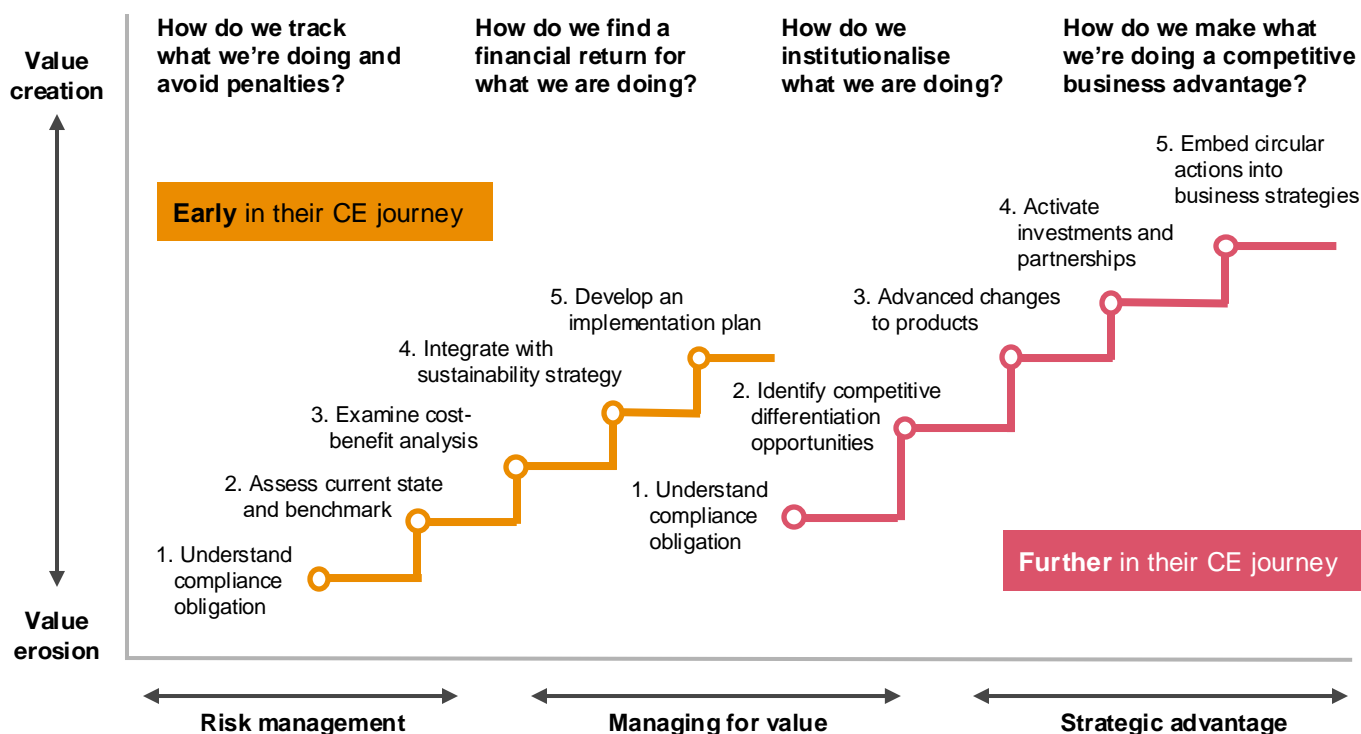 How do we track
what we're doing and
avoid penalties?
How do we find a
financial return for
what we are doing?
How do we
institutionalise
what we are doing?
How do we make what
we're doing a competitive
business advantage?
Value
creation
Early in their CE journey
5. Embed circular
actions into
business strategies
4. Activate
investments and
partnerships
3. Advanced changes
to products
2. Identify competitive
differentiation
opportunities
1. Understand
compliance
obligation
5. Develop an
implementation plan
4. Integrate with
sustainability strategy
3. Examine cost-
benefit analysis
2. Assess current state
and benchmark
1. Understand
compliance
obligation
Further in their CE journey
Value
erosion
Risk management
Managing for value
Strategic advantage